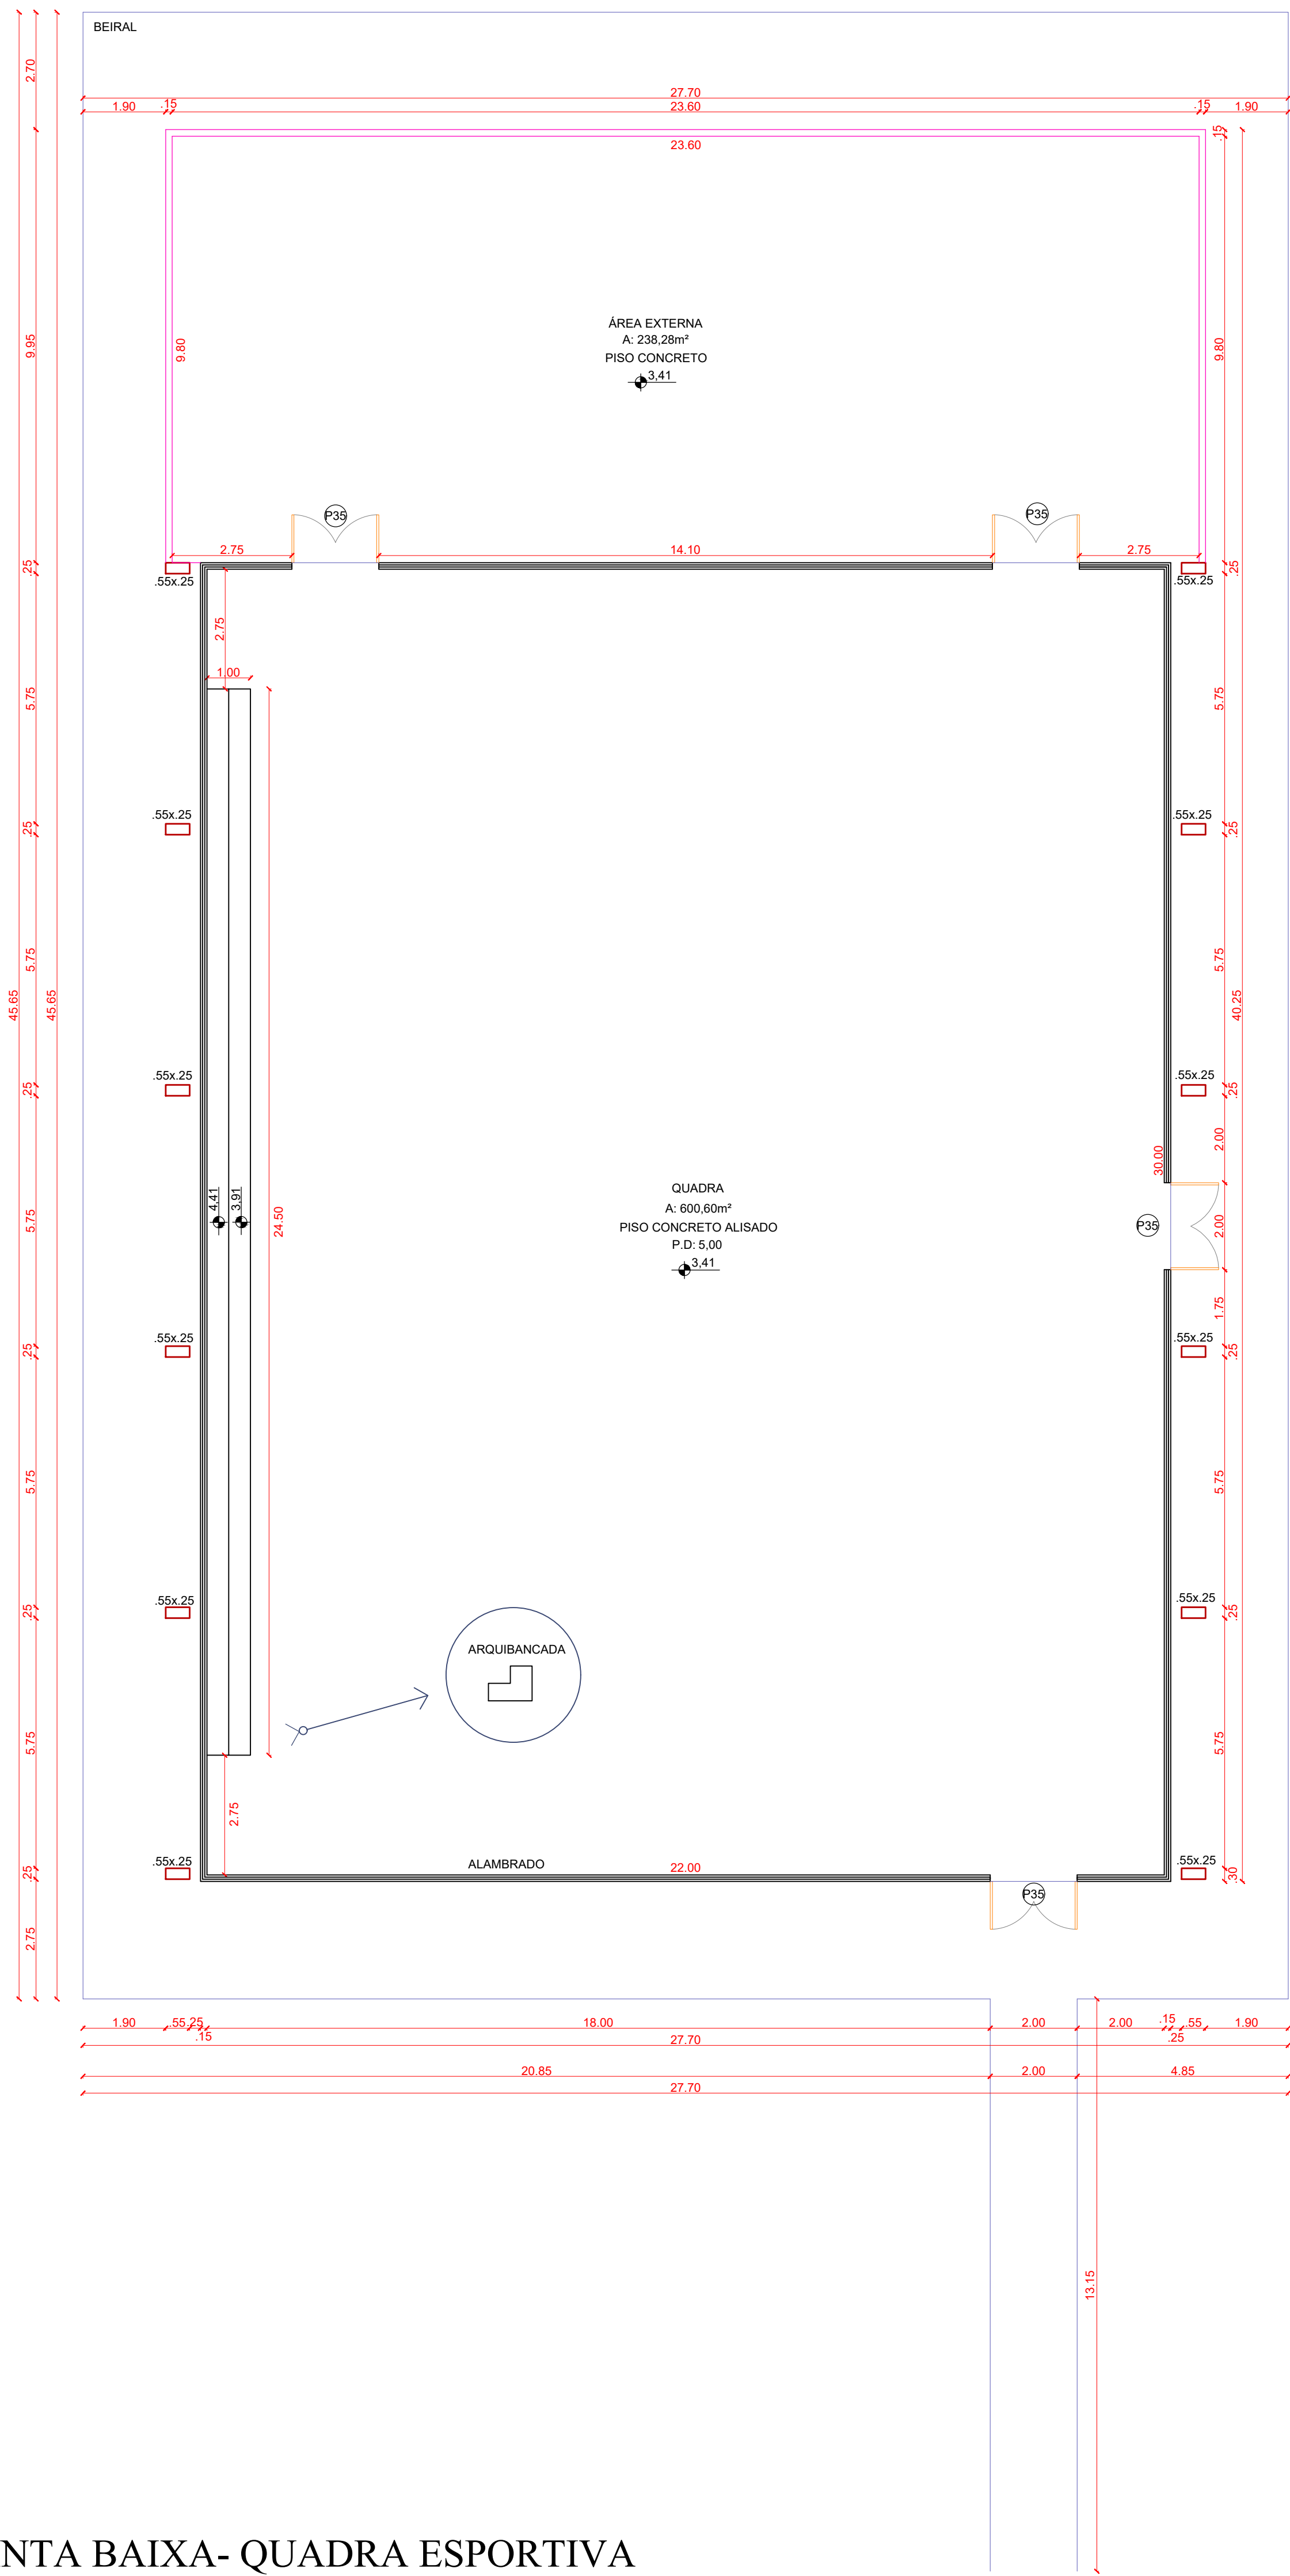 BEIRAL
2.70
27.70
1.90 .15 23.60 .15 1.90
23.60
.15
9.95
9.80
9.80
ÁREA EXTERNA
A: 238,28m²
PISO CONCRETO
3,41
P35
P35
2.75 14.10 2.75
.25
.55x.25
.55x.25
.25
2.75
1.00
5.75
5.75
.55x.25
.55x.25
.25
.25
5.75
5.75
45.65
45.65
40.25
.55x.25
.55x.25
.25
.25
2.00
30.00
QUADRA
A: 600,60m²
PISO CONCRETO ALISADO
P.D: 5,00
3,41
4,41
3,91
24.50
5.75
P35
2.00
1.75
.55x.25
.55x.25
.25
.25
5.75
5.75
.55x.25
.55x.25
.25
.25
ARQUIBANCADA
5.75
5.75
2.75
.55x.25
ALAMBRADO
22.00
.55x.25
.25
.30
P35
2.75
1.90 .55 .25 18.00 2.00 2.00 .15 .55 1.90
.15 27.70 .25
20.85 2.00 4.85
27.70
13.15
NTA BAIXA- QUADRA ESPORTIVA